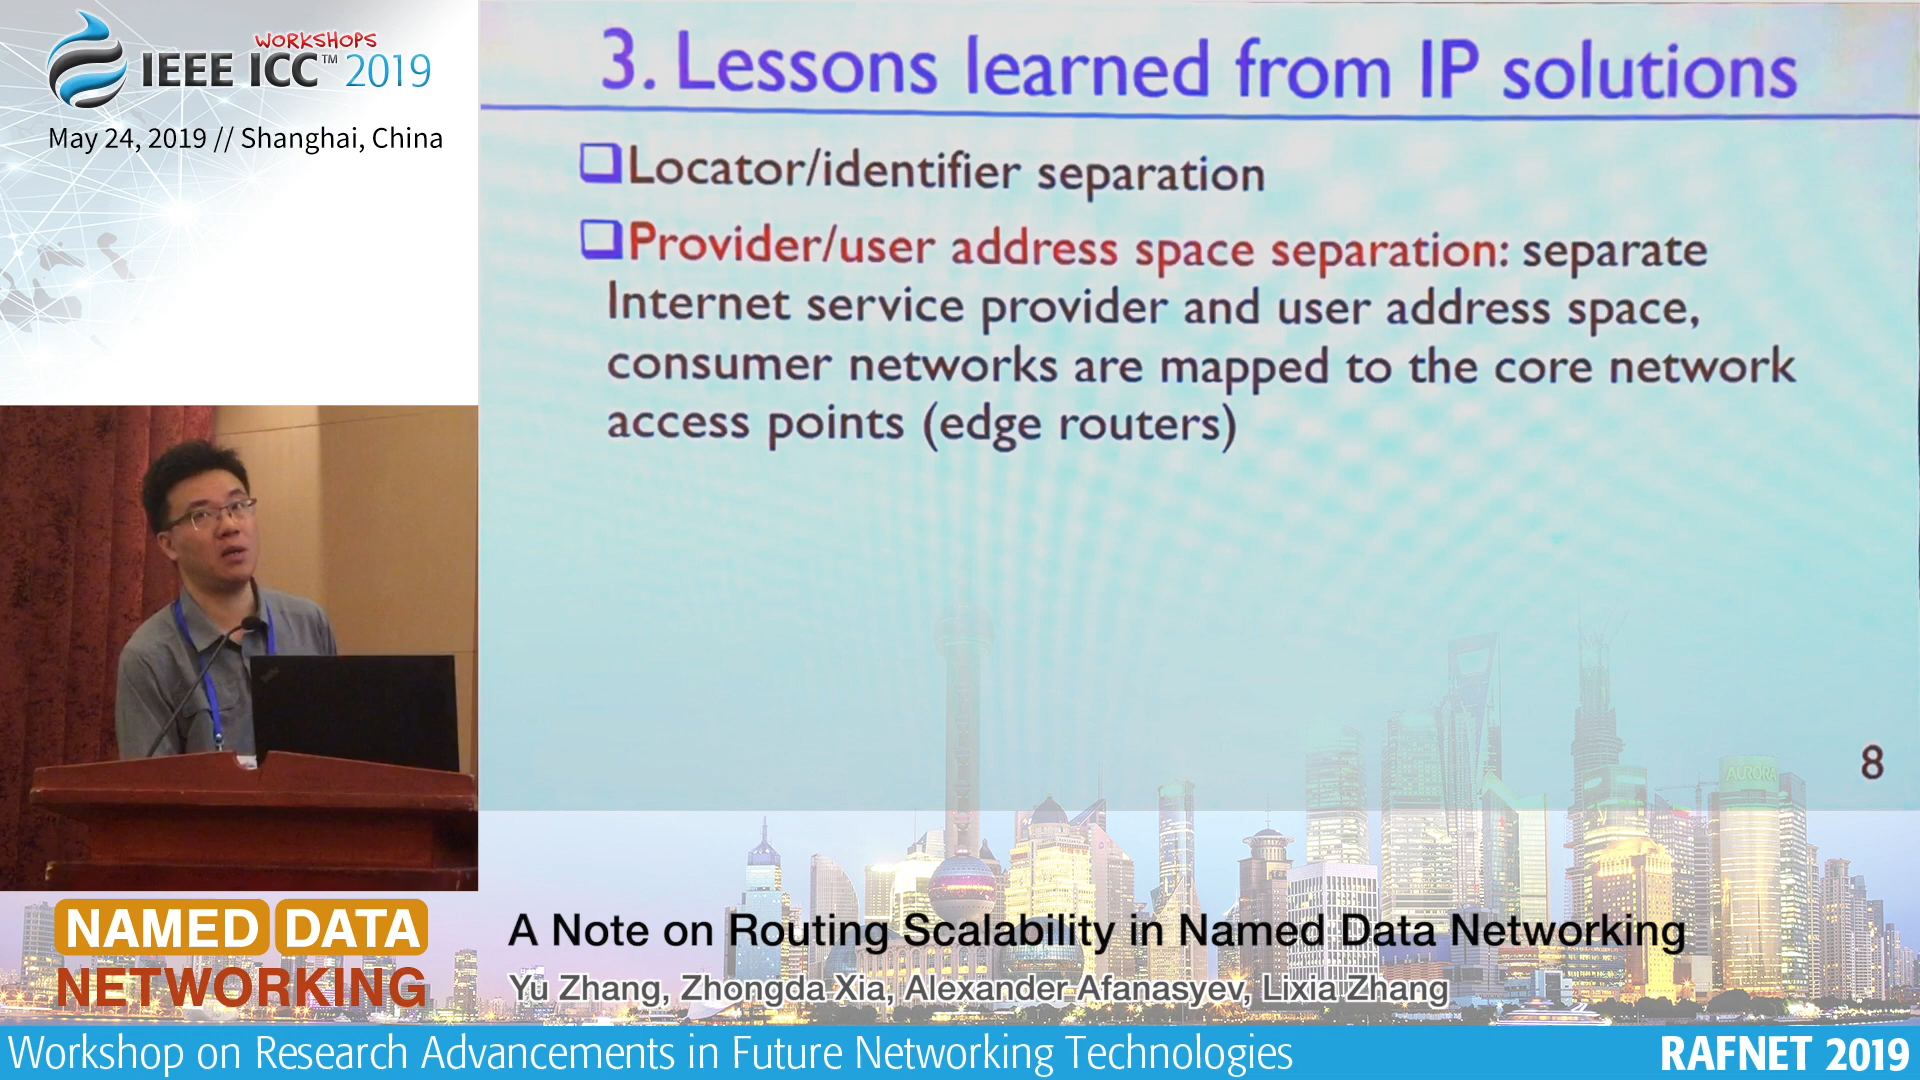 WORKSHOPS
IEEE ICC™ 2019
May 24, 2019 // Shanghai, China
3. Lessons learned from IP solutions
Locator/identifier separation
Provider/user address space separation: separate
Internet service provider and user address space,
consumer networks are mapped to the core network
access points (edge routers)
8
AURORA
NAMED DATA
NETWORKING
A Note on Routing Scalability in Named Data Networking
Yu Zhang, Zhongda Xia, Alexander Afanasyev, Lixia Zhang
Workshop on Research Advancements in Future Networking Technologies
RAFNET 2019